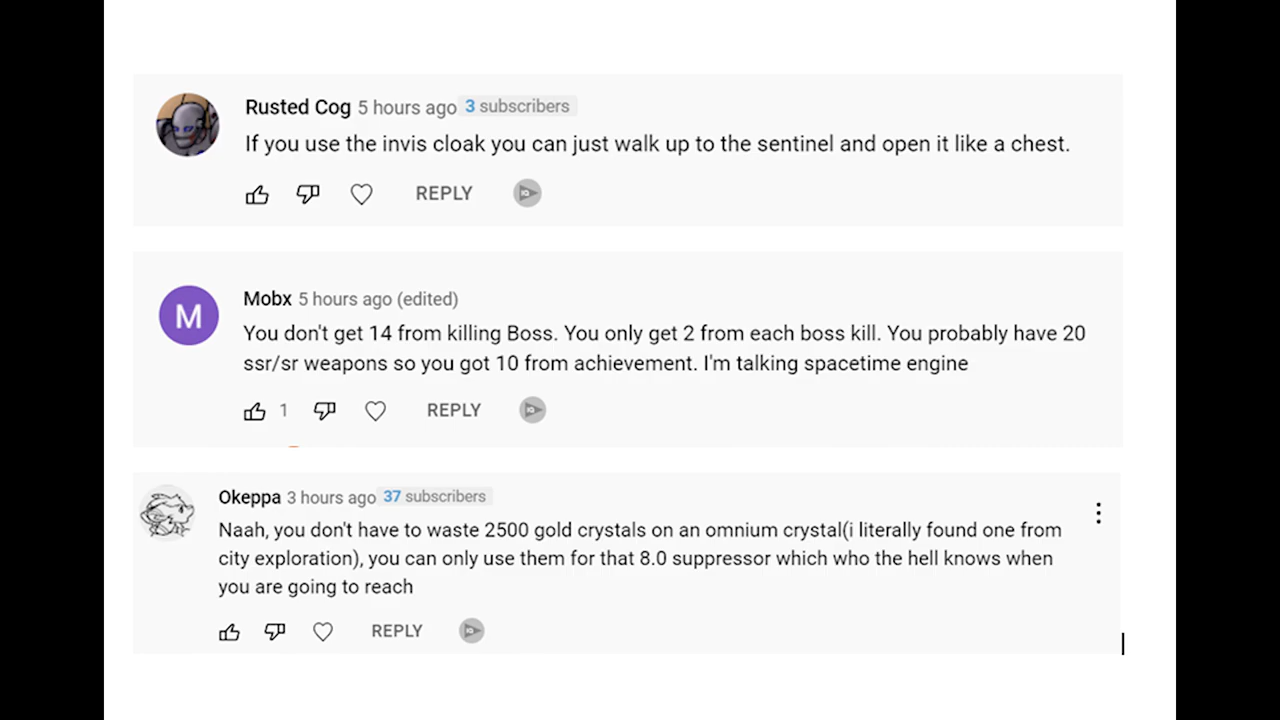 Rusted Cog 5 hours ago 3 subscribers
If you use the invis cloak you can just walk up to the sentinel and open it like a chest.
REPLY
M
Mobx 5 hours ago (edited)
You don't get 14 from killing Boss. You only get 2 from each boss kill. You probably have 20
ssr/sr weapons so you got 10 from achievement. I'm talking spacetime engine
1 REPLY
Okeppa 3 hours ago 37 subscribers
Naah, you don't have to waste 2500 gold crystals on an omnium crystal(i literally found one from
city exploration), you can only use them for that 8.0 suppressor which who the hell knows when
you are going to reach
REPLY